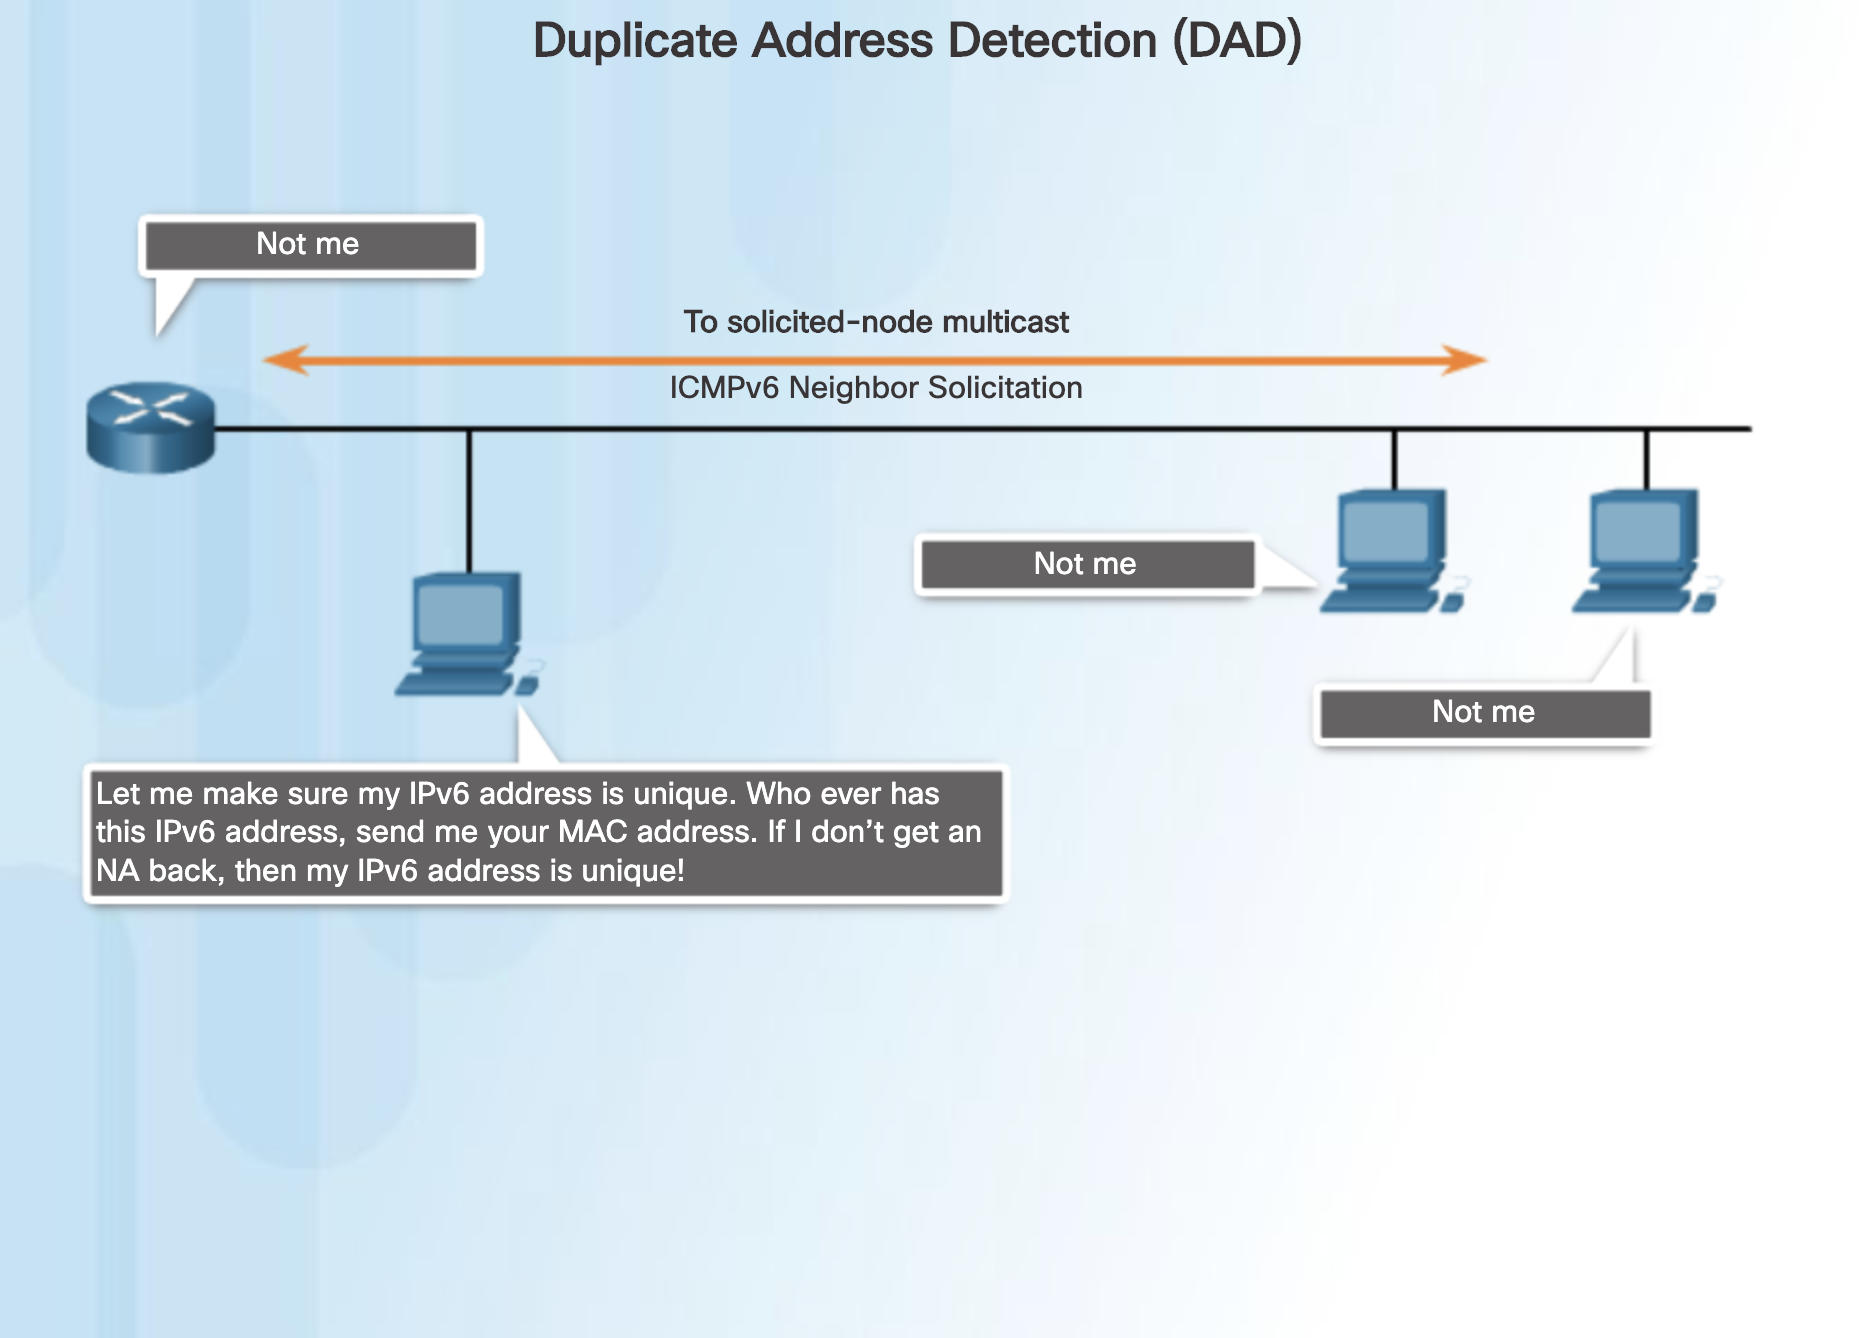 Duplicate Address Detection (DAD)
Not me
To solicited-node multicast
ICMPv6 Neighbor Solicitation
Not me
Not me
Let me make sure my IPv6 address is unique. Who ever has
this IPv6 address, send me your MAC address. If I don’t get an
NA back, then my IPv6 address is unique!